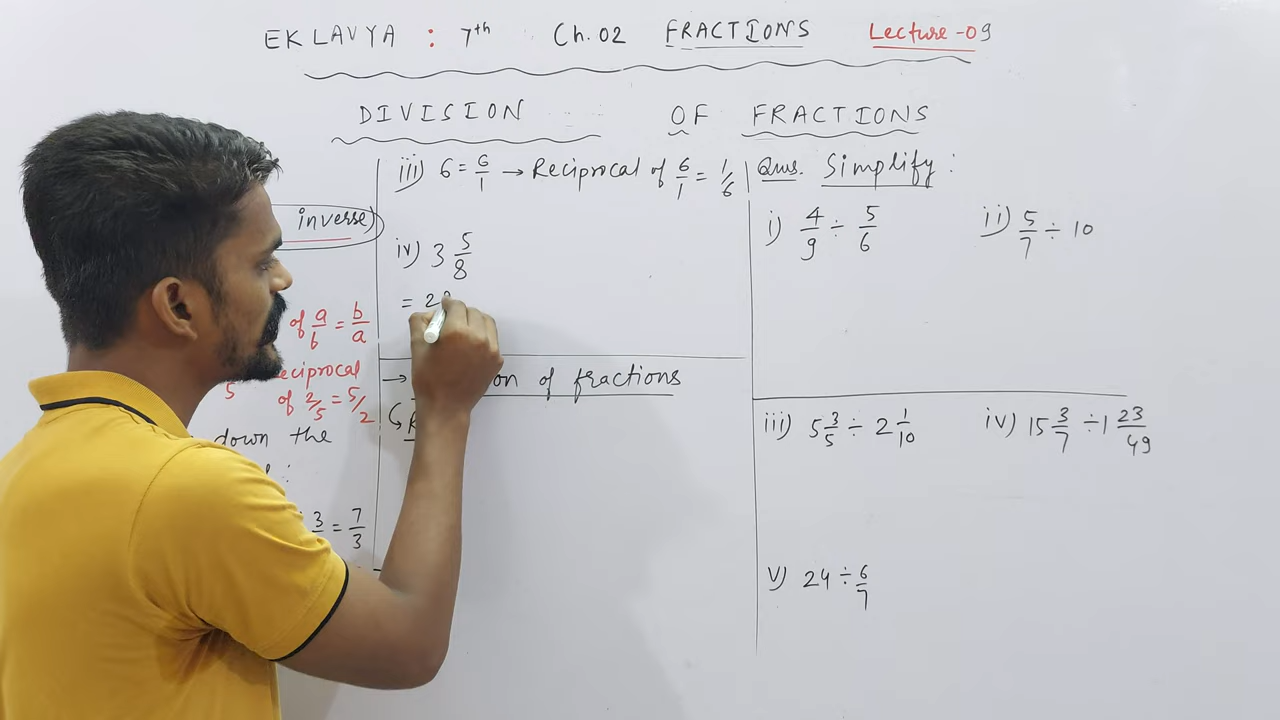 EKLAVYA : 7th Ch. 02 FRACTIONS Lecture -09
DIVISION OF FRACTIONS
inverse)
of a/b = b/a
5 eciprocal
of 2/5 = 5/2
down the
3 = 7/3
iii) 6 = 6/1 → Reciprocal of 6/1 = 1/6
iv) 3 5/8
= 2
→ on of fractions
Ques. Simplify :
i) 4/9 ÷ 5/6
ii) 5/7 ÷ 10
iii) 5 3/5 ÷ 2 1/10
iv) 15 3/7 ÷ 1 23/49
v) 24 ÷ 6/7